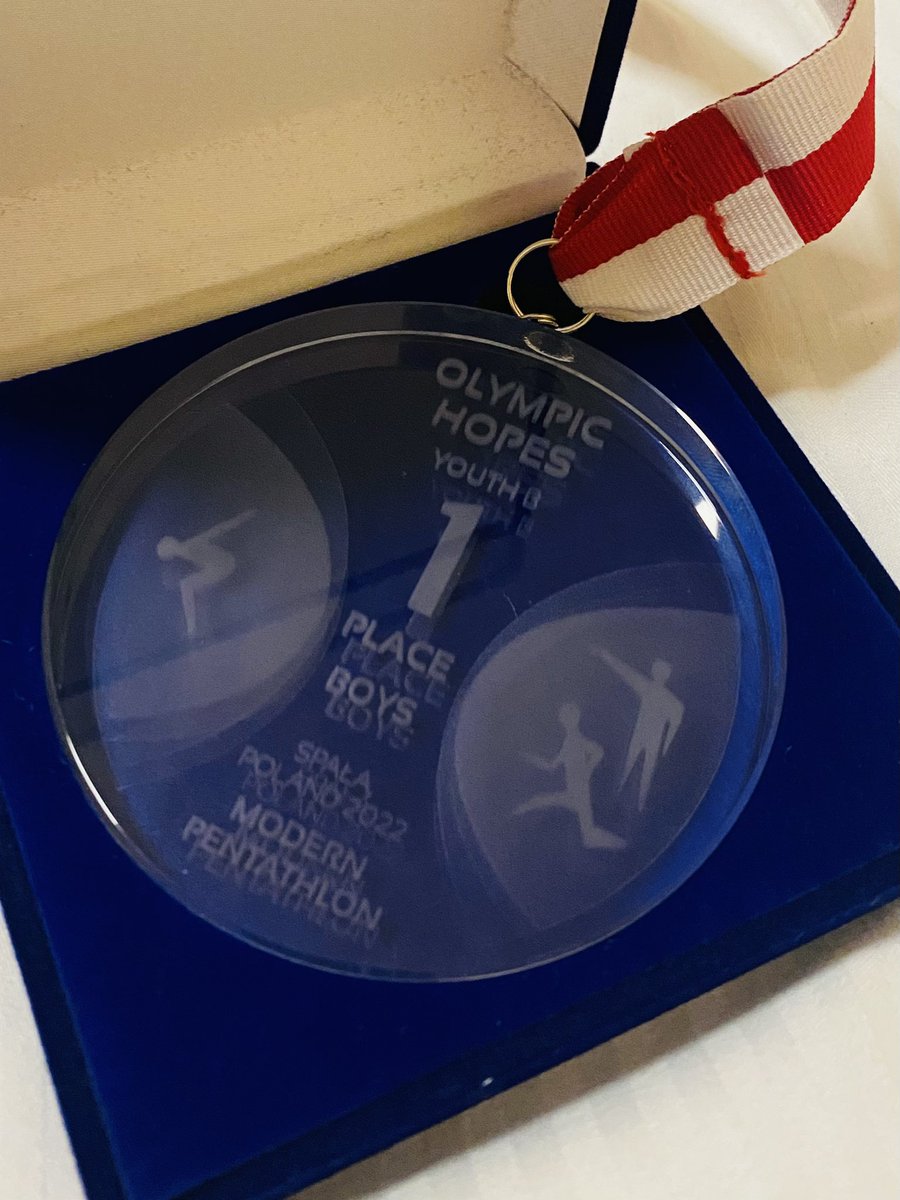 OLYMPIC
HOPES
YOUTH B
1
PLACE
BOYS
SPAŁA
POLAND 2022
MODERN
PENTATHLON